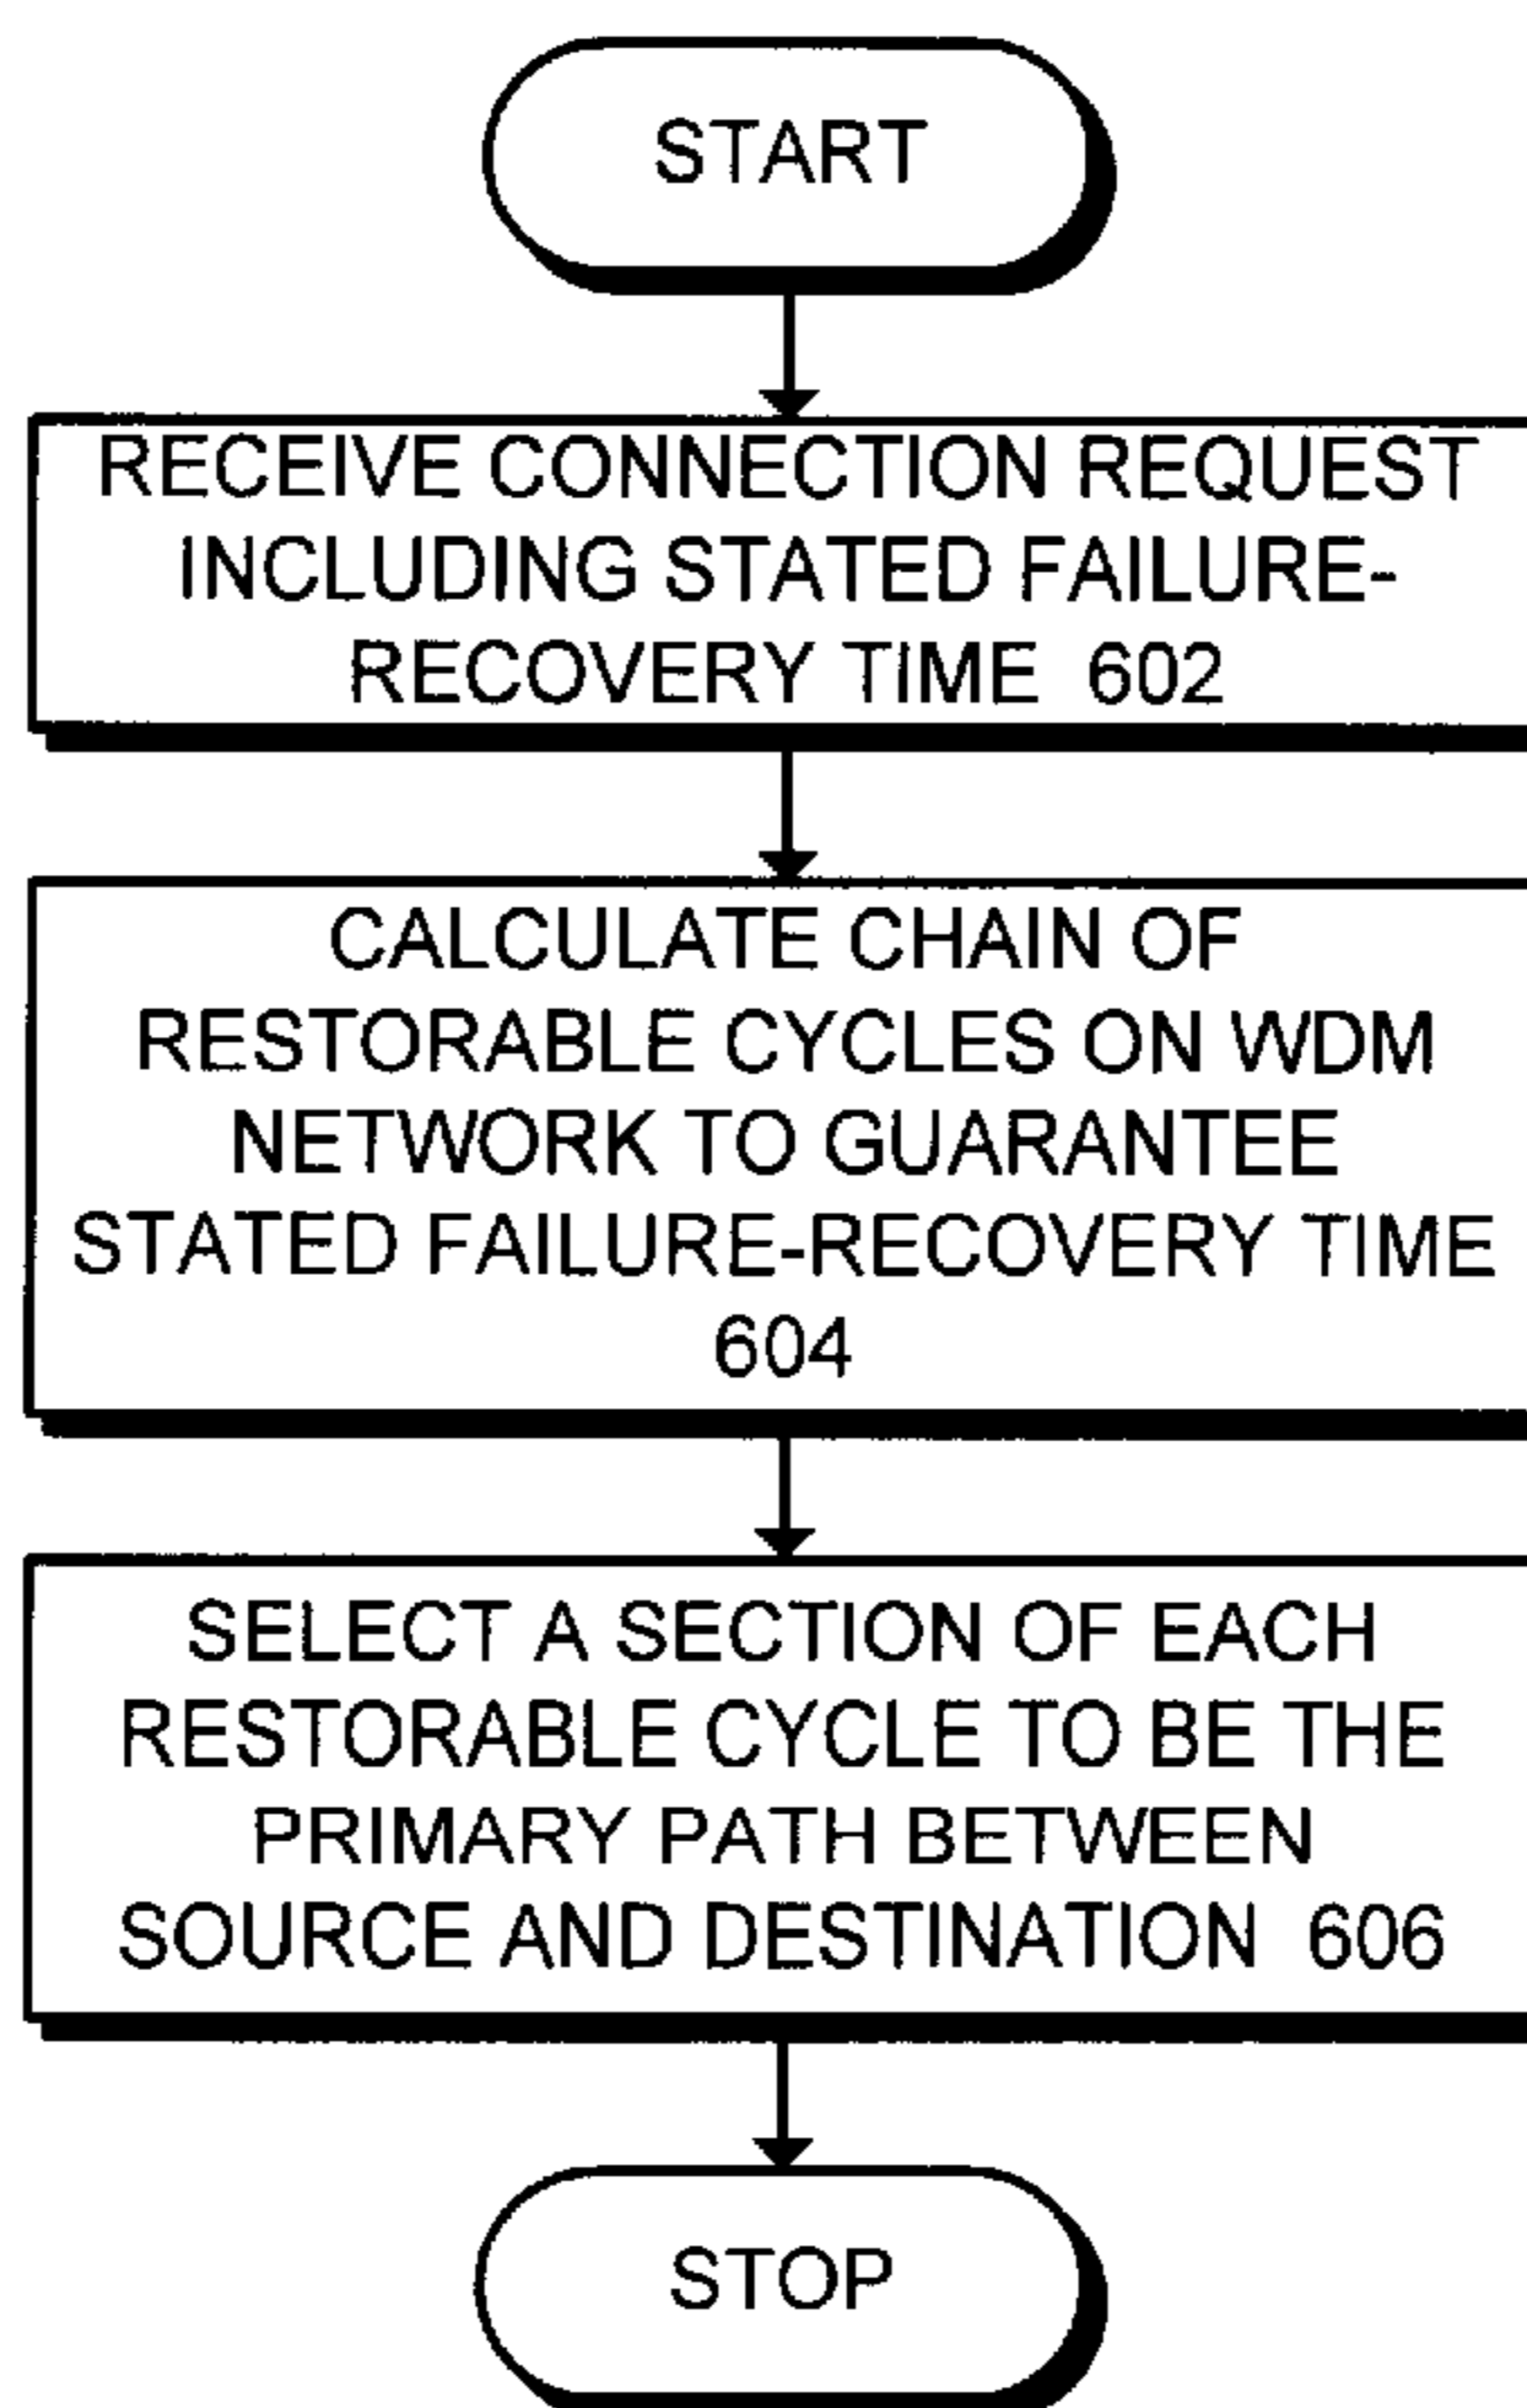 START
RECEIVE CONNECTION REQUEST
INCLUDING STATED FAILURE-
RECOVERY TIME 602
CALCULATE CHAIN OF
RESTORABLE CYCLES ON WDM
NETWORK TO GUARANTEE
STATED FAILURE-RECOVERY TIME
604
SELECT A SECTION OF EACH
RESTORABLE CYCLE TO BE THE
PRIMARY PATH BETWEEN
SOURCE AND DESTINATION 606
STOP